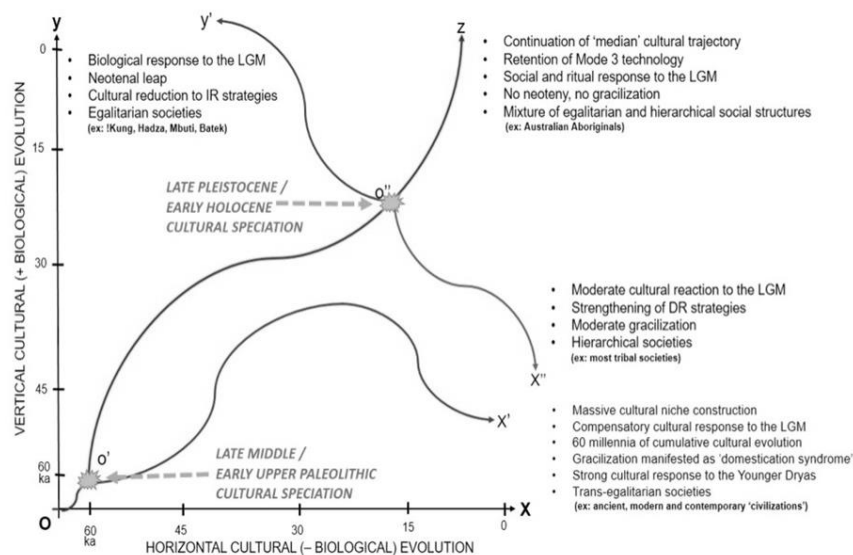 y
y'
z
0
• Biological response to the LGM
• Neotenal leap
• Cultural reduction to IR strategies
• Egalitarian societies
(ex: !Kung, Hadza, Mbuti, Batek)
• Continuation of ‘median’ cultural trajectory
• Retention of Mode 3 technology
• Social and ritual response to the LGM
• No neoteny, no gracilization
• Mixture of egalitarian and hierarchical social structures
(ex: Australian Aboriginals)
15
LATE PLEISTOCENE /
EARLY HOLOCENE
CULTURAL SPECIATION
o''
30
• Moderate cultural reaction to the LGM
• Strengthening of DR strategies
• Moderate gracilization
• Hierarchical societies
(ex: most tribal societies)
X''
45
X'
• Massive cultural niche construction
• Compensatory cultural response to the LGM
• 60 millennia of cumulative cultural evolution
• Gracilization manifested as ‘domestication syndrome’
• Strong cultural response to the Younger Dryas
• Trans-egalitarian societies
(ex: ancient, modern and contemporary ‘civilizations’)
LATE MIDDLE /
EARLY UPPER PALEOLITHIC
CULTURAL SPECIATION
o'
60
ka
O
X
60
ka
45
30
15
0
VERTICAL CULTURAL (+ BIOLOGICAL) EVOLUTION
HORIZONTAL CULTURAL (– BIOLOGICAL) EVOLUTION